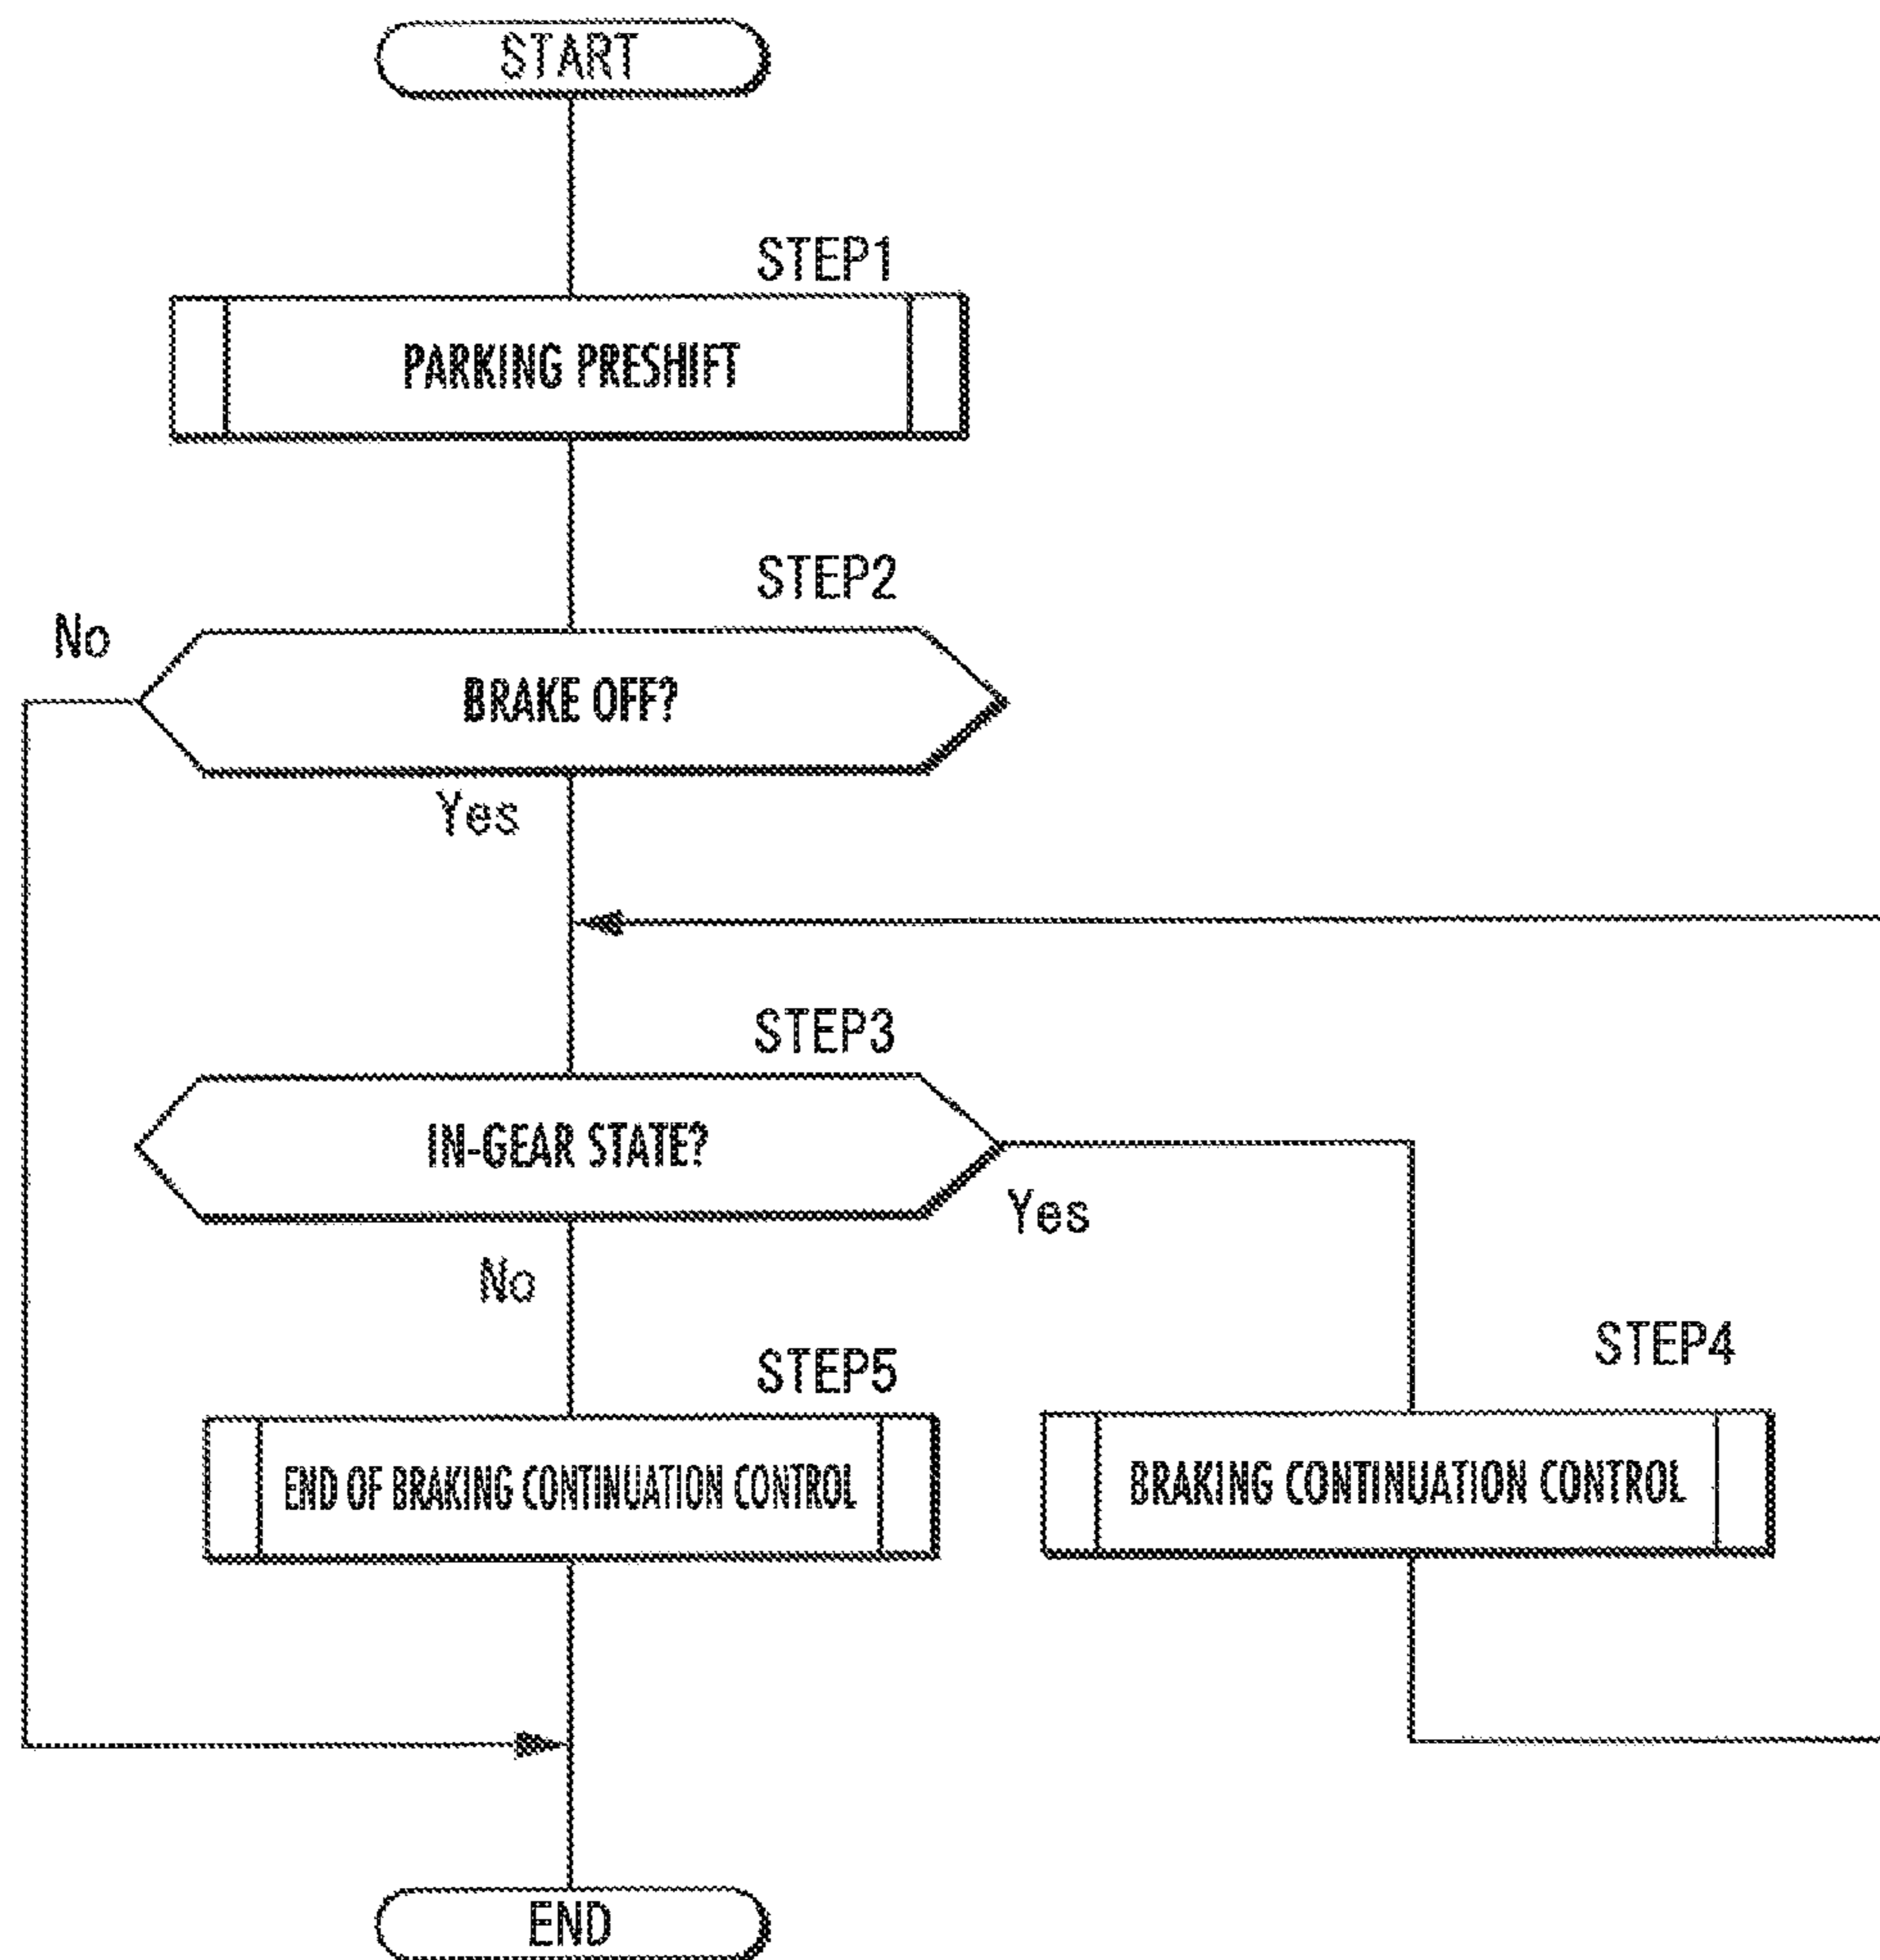 START
STEP1
PARKING PRESHIFT
STEP2
No
BRAKE OFF?
Yes
STEP3
IN-GEAR STATE?
Yes
No
STEP4
STEP5
END OF BRAKING CONTINUATION CONTROL
BRAKING CONTINUATION CONTROL
END